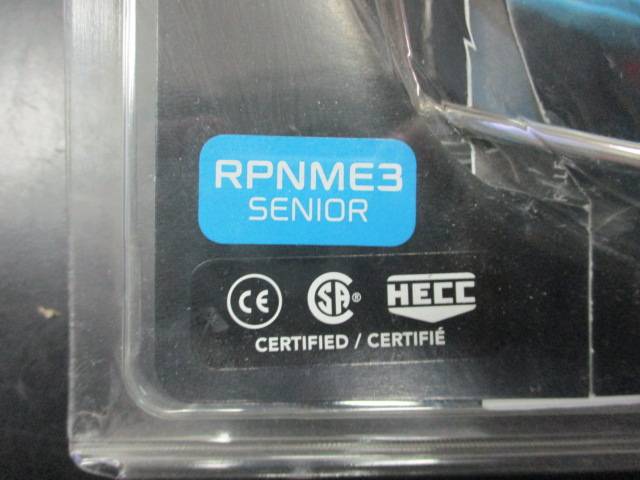 RPNME3
SENIOR
CE SA® HECC
CERTIFIED / CERTIFIÉ